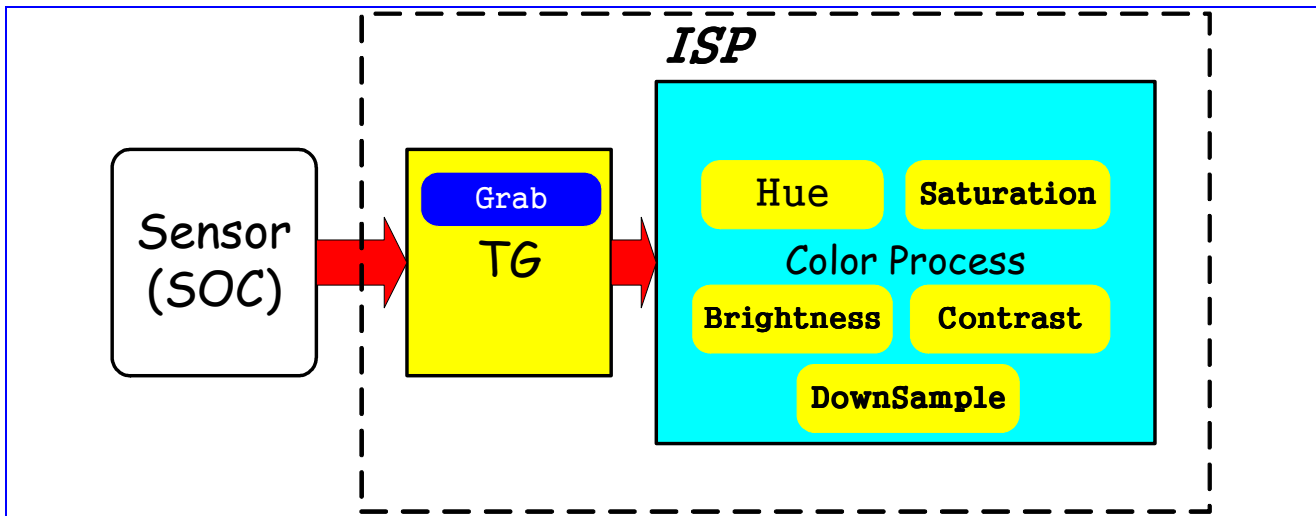 ISP
Sensor
(SOC)
Grab
TG
Hue
Saturation
Color Process
Brightness
Contrast
DownSample